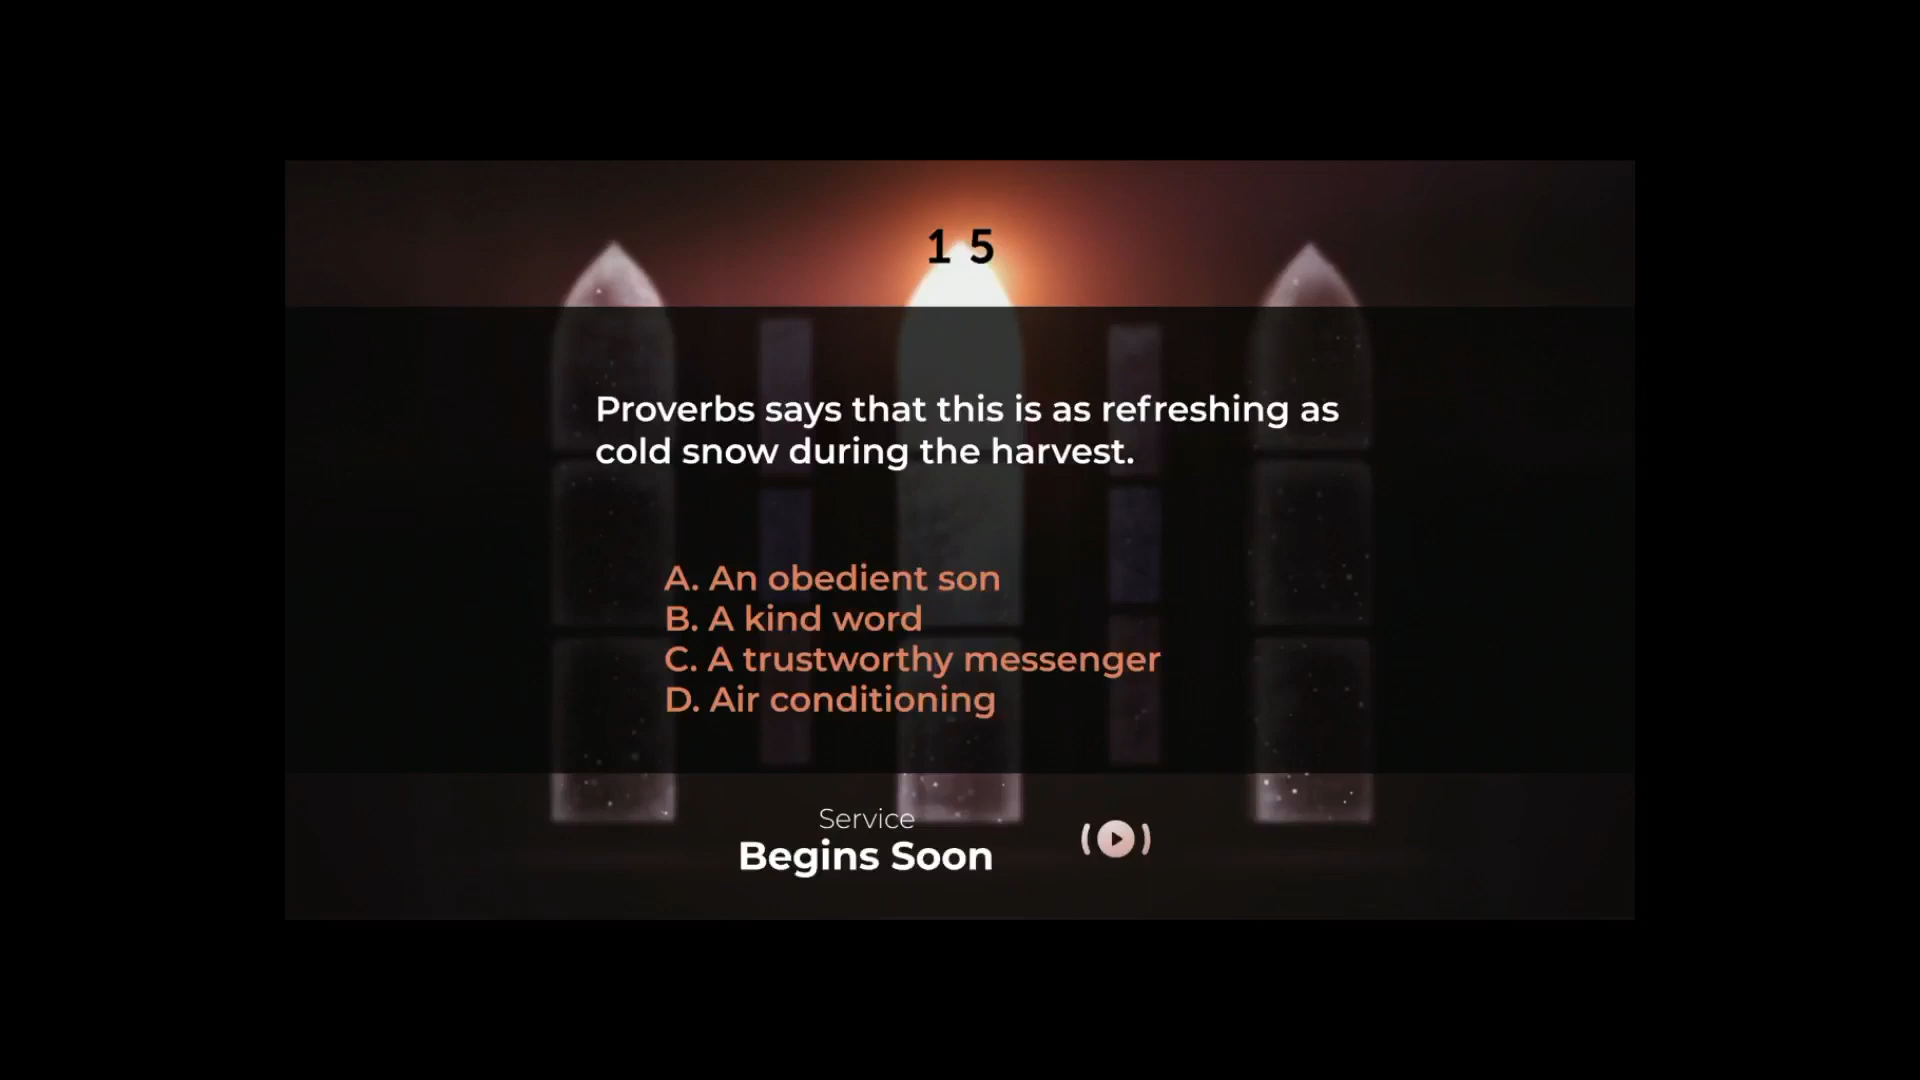 1 5
Proverbs says that this is as refreshing as
cold snow during the harvest.
A. An obedient son
B. A kind word
C. A trustworthy messenger
D. Air conditioning
Service
Begins Soon